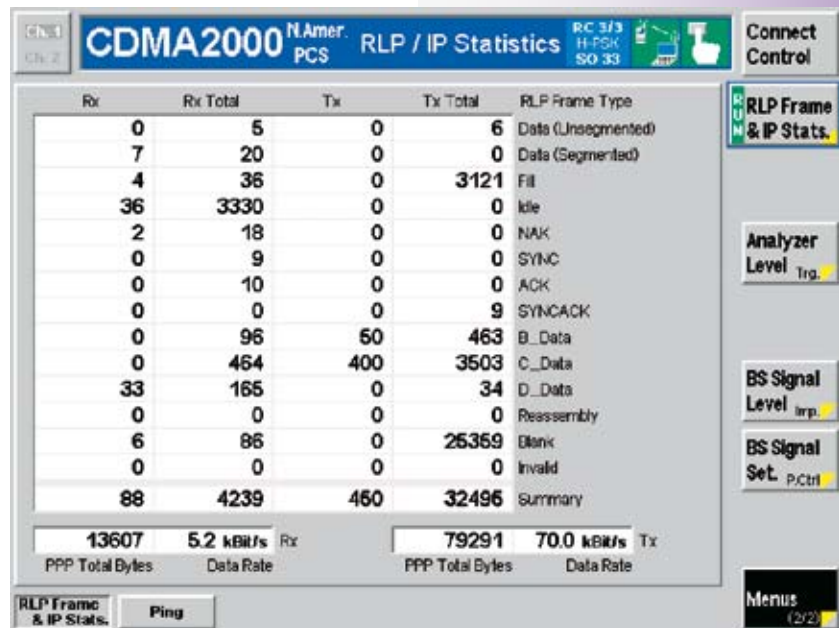 Ch. 1
Ch. 2
CDMA2000 N.Amer. PCS RLP / IP Statistics
RC 3/3
H-PSK
SO 33
Connect Control
Rx Rx Total Tx Tx Total RLP Frame Type
0 5 0 6 Data (Unsegmented)
7 20 0 0 Data (Segmented)
4 36 0 3121 Fill
36 3330 0 0 Idle
2 18 0 0 NAK
0 9 0 0 SYNC
0 10 0 0 ACK
0 0 0 9 SYNCACK
0 96 50 463 B_Data
0 464 400 3503 C_Data
33 165 0 34 D_Data
0 0 0 0 Reassembly
6 86 0 25359 Blank
0 0 0 0 Invalid
88 4239 450 32495 Summary
13607 5.2 kBit/s Rx 79291 70.0 kBit/s Tx
PPP Total Bytes Data Rate PPP Total Bytes Data Rate
RUN
RLP Frame & IP Stats.
Analyzer Level Trg.
BS Signal Level Imp.
BS Signal Set. P.Ctrl
Menus (2/2)
RLP Frame & IP Stats.
Ping